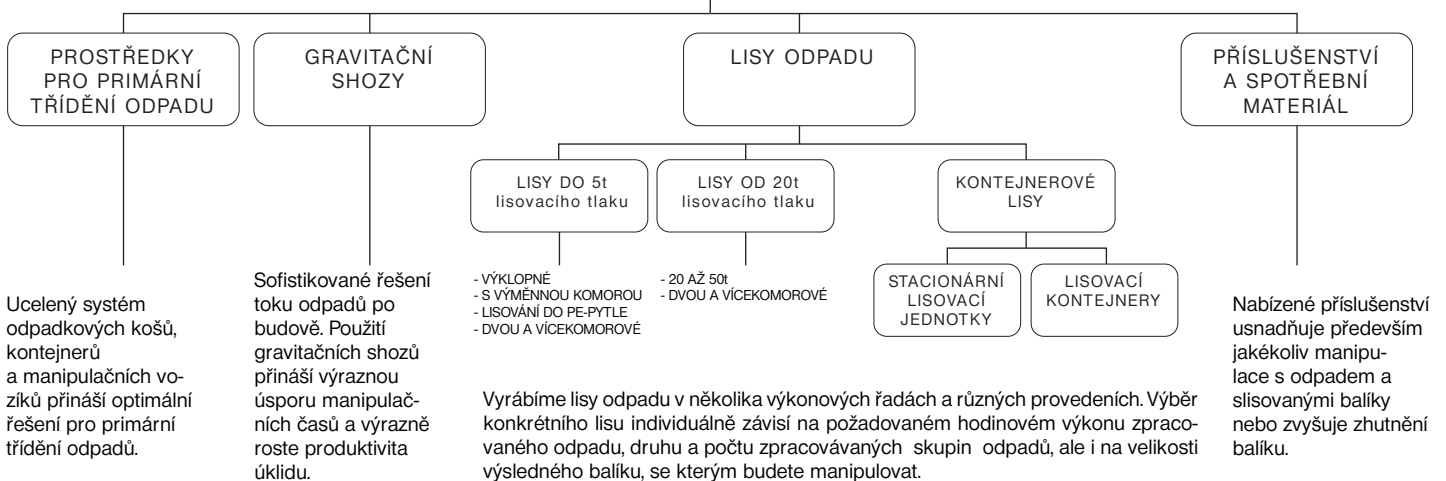 PROSTŘEDKY
PRO PRIMÁRNÍ
TŘÍDĚNÍ ODPADU
GRAVITAČNÍ
SHOZY
LISY ODPADU
PŘÍSLUŠENSTVÍ
A SPOTŘEBNÍ
MATERIÁL
LISY DO 5t
lisovacího tlaku
LISY OD 20t
lisovacího tlaku
KONTEJNEROVÉ
LISY
- VÝKLOPNÉ
- S VÝMĚNNOU KOMOROU
- LISOVÁNÍ DO PE-PYTLE
- DVOU A VÍCEKOMOROVÉ
- 20 AŽ 50t
- DVOU A VÍCEKOMOROVÉ
STACIONÁRNÍ
LISOVACÍ
JEDNOTKY
LISOVACÍ
KONTEJNERY
Ucelený systém
odpadkových košů,
kontejnerů
a manipulačních vo-
zíků přináší optimální
řešení pro primární
třídění odpadů.
Sofistikované řešení
toku odpadů po
budově. Použití
gravitačních shozů
přináší výraznou
úsporu manipulač-
ních časů a výrazně
roste produktivita
úklidu.
Vyrábíme lisy odpadu v několika výkonových řadách a různých provedeních. Výběr
konkrétního lisu individuálně závisí na požadovaném hodinovém výkonu zpraco-
vaného odpadu, druhu a počtu zpracovávaných skupin odpadů, ale i na velikosti
výsledného balíku, se kterým budete manipulovat.
Nabízené příslušenství
usnadňuje především
jakékoliv manipu-
lace s odpadem a
slisovanými balíky
nebo zvyšuje zhutnění
balíku.